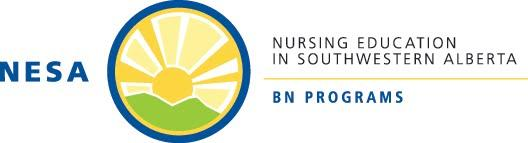 NESA
NURSING EDUCATION
IN SOUTHWESTERN ALBERTA
BN PROGRAMS